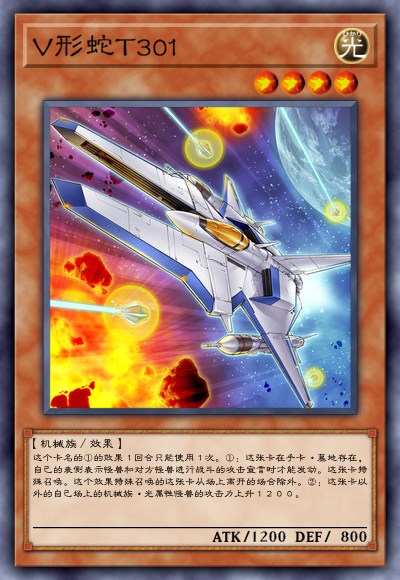 V形蛇T301
光
ひかり
【机械族/效果】
这个卡名的①的效果1回合只能使用1次。①：这张卡在手卡·墓地存在，
自己的表侧表示怪兽和对方怪兽进行战斗的攻击宣言时才能发动。这张卡特
殊召唤。这个效果特殊召唤的这张卡从场上离开的场合除外。②：这张卡以
外的自己场上的机械族·光属性怪兽的攻击力上升1200。
ATK/1200 DEF/ 800